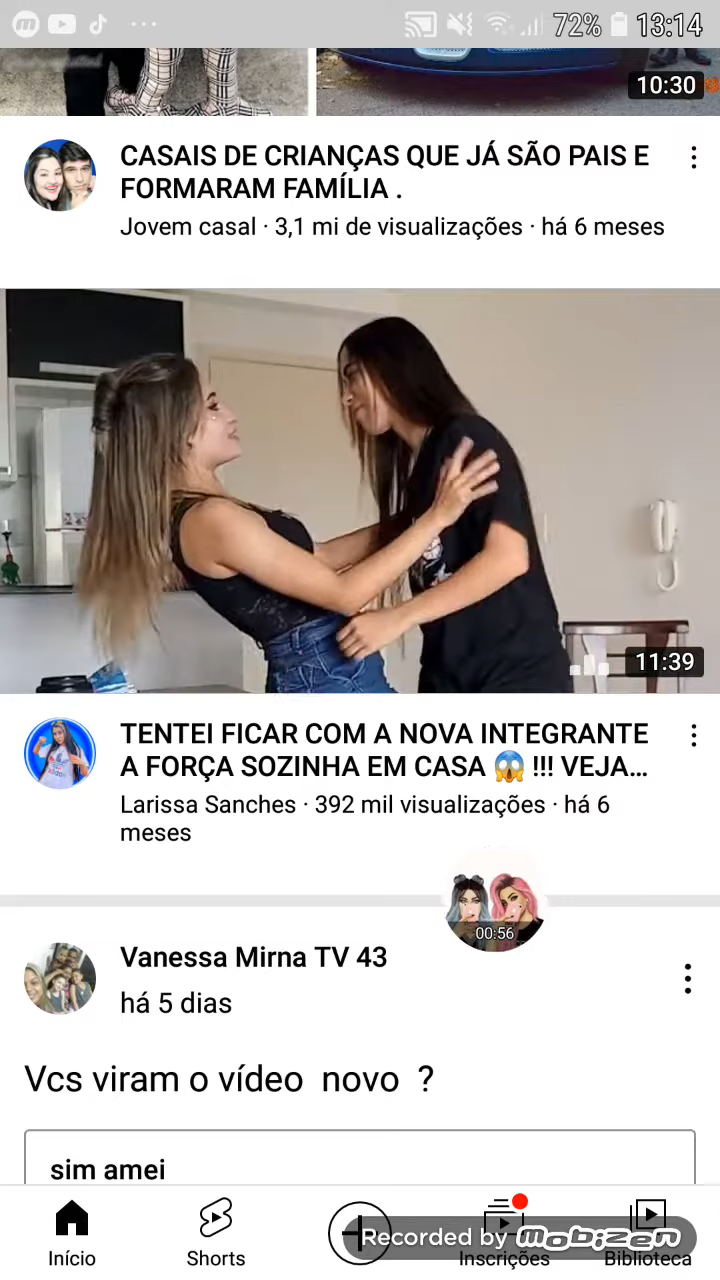 72% 13:14
10:30
CASAIS DE CRIANÇAS QUE JÁ SÃO PAIS E
FORMARAM FAMÍLIA .
Jovem casal · 3,1 mi de visualizações · há 6 meses
11:39
TENTEI FICAR COM A NOVA INTEGRANTE
A FORÇA SOZINHA EM CASA 😱 !!! VEJA...
Larissa Sanches · 392 mil visualizações · há 6
meses
00:56
Vanessa Mirna TV 43
há 5 dias
Vcs viram o vídeo novo ?
sim amei
Recorded by mobizen
Início
Shorts
Inscrições
Biblioteca